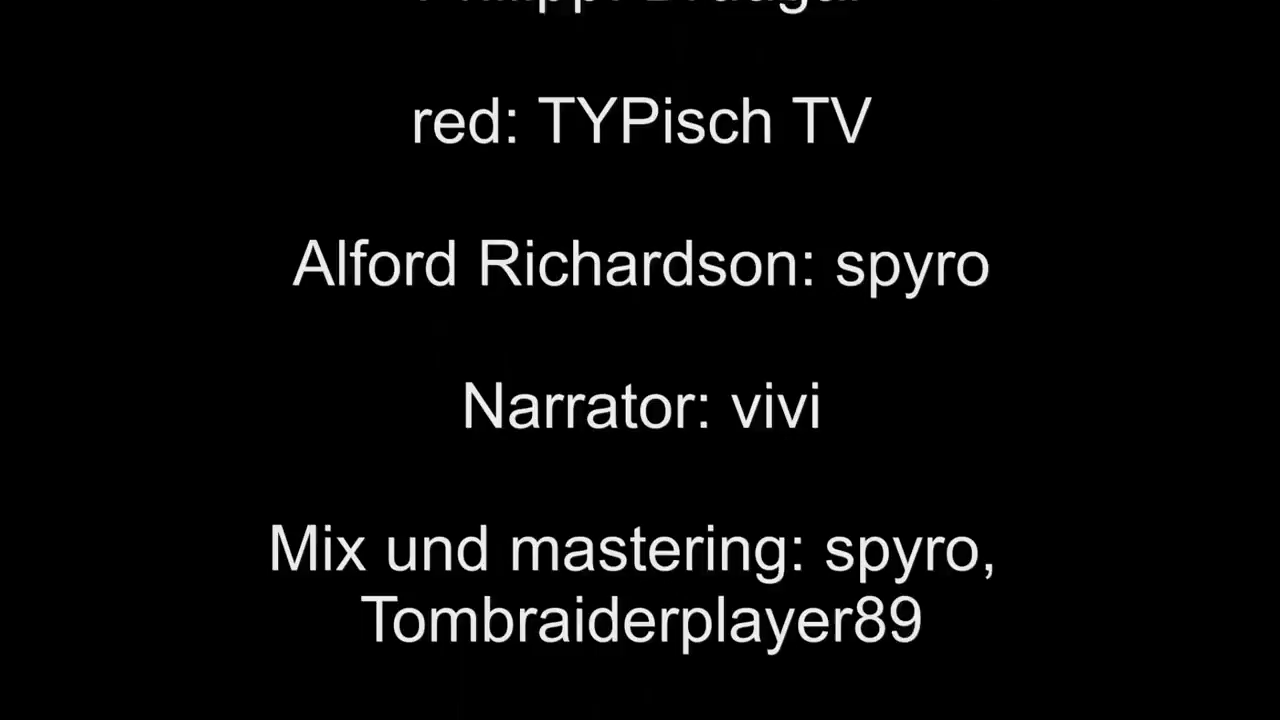 red: TYPisch TV
Alford Richardson: spyro
Narrator: vivi
Mix und mastering: spyro,
Tombraiderplayer89